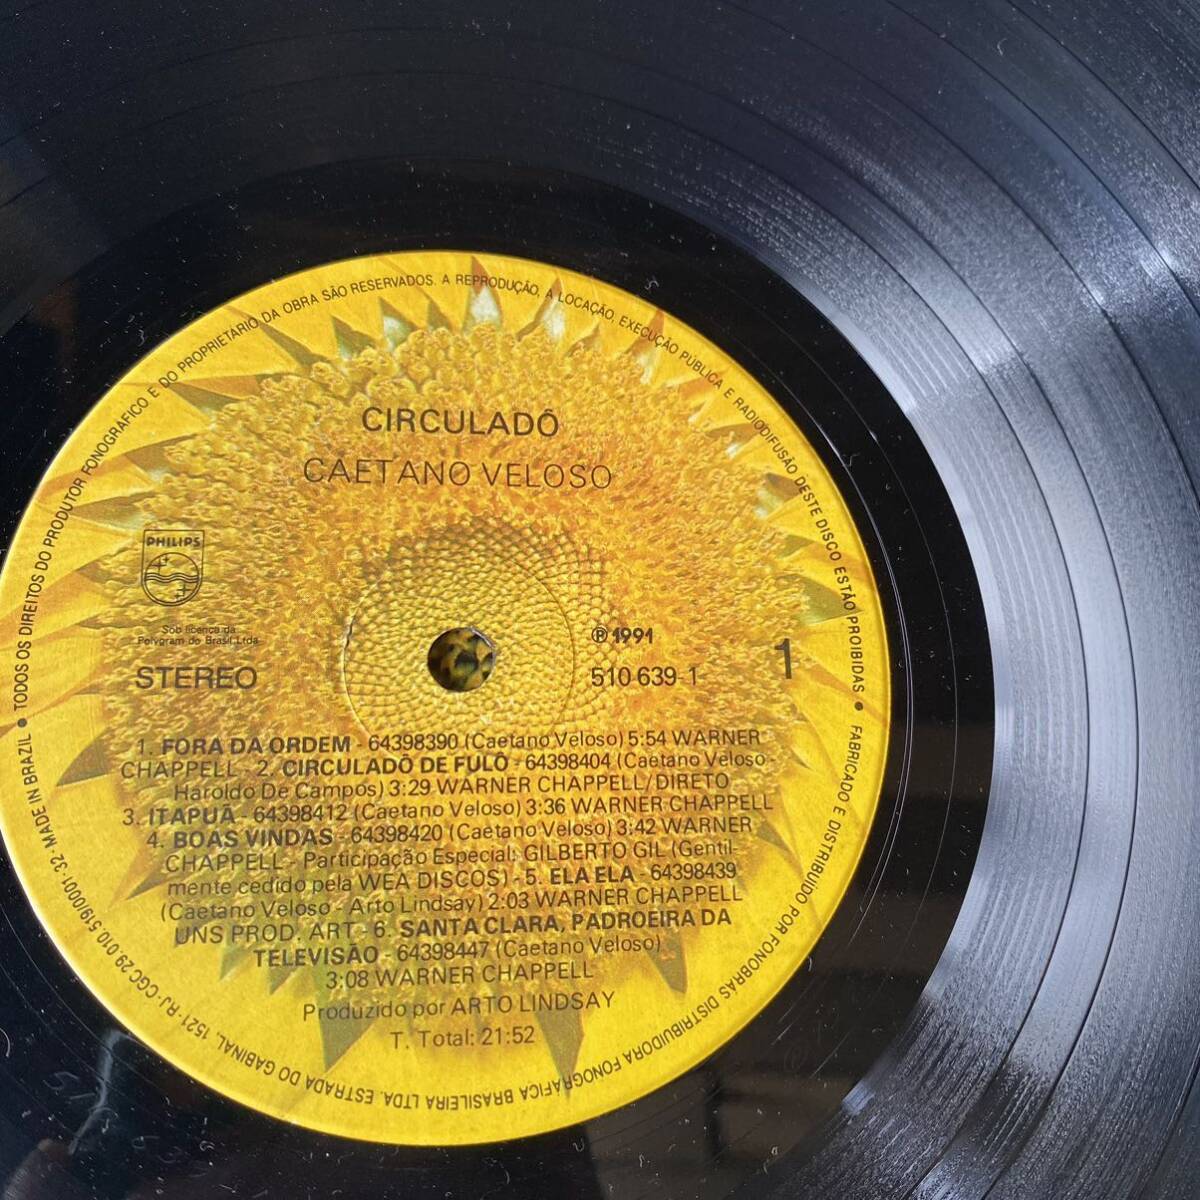 TODOS OS DIREITOS DO PRODUTOR FONOGRÁFICO E DO PROPRIETÁRIO DA OBRA SÃO RESERVADOS. A REPRODUÇÃO, A LOCAÇÃO, EXECUÇÃO PÚBLICA E RADIODIFUSÃO DESTE DISCO ESTÃO PROIBIDAS •
CIRCULADÔ
CAETANO VELOSO
PHILIPS
Sob licença da
Polygram do Brasil Ltda
STEREO
℗ 1991
510 639-1
1
1. FORA DA ORDEM - 64398390 (Caetano Veloso) 5:54 WARNER
CHAPPELL - 2. CIRCULADÔ DE FULÔ - 64398404 (Caetano Veloso -
Haroldo De Campos) 3:29 WARNER CHAPPELL/DIRETO
3. ITAPUÃ - 64398412 (Caetano Veloso) 3:36 WARNER CHAPPELL
4. BOAS VINDAS - 64398420 (Caetano Veloso) 3:42 WARNER
CHAPPELL - Participação Especial: GILBERTO GIL (Gentil-
mente cedido pela WEA DISCOS) - 5. ELA ELA - 64398439
(Caetano Veloso - Arto Lindsay) 2:03 WARNER CHAPPELL
UNS PROD. ART - 6. SANTA CLARA, PADROEIRA DA
TELEVISÃO - 64398447 (Caetano Veloso)
3:08 WARNER CHAPPELL
Produzido por ARTO LINDSAY
T. Total: 21:52
FABRICADO E DISTRIBUIDO POR FONOBRÁS DISTRIBUIDORA FONOGRÁFICA BRASILEIRA LTDA. ESTRADA DO GABINAL, 1521 - RJ - CGC 29.010.519/0001-32 - MADE IN BRAZIL •